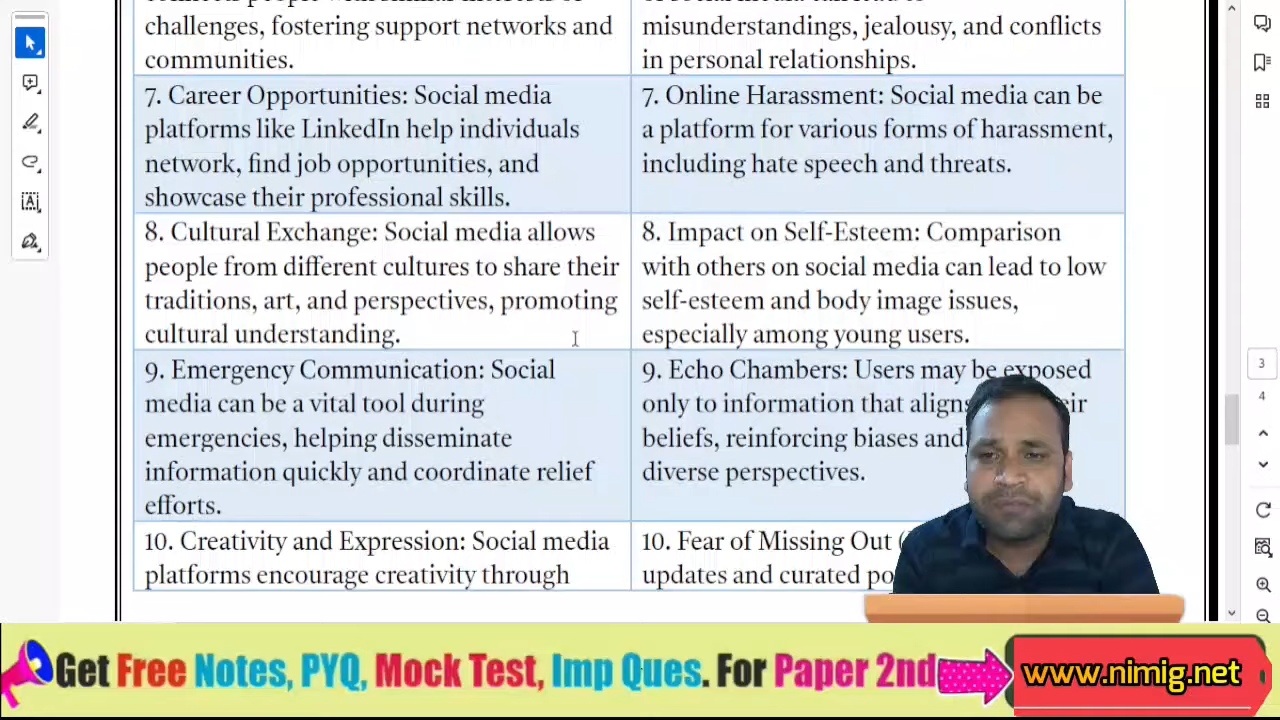 challenges, fostering support networks and
communities.
misunderstandings, jealousy, and conflicts
in personal relationships.
7. Career Opportunities: Social media
platforms like LinkedIn help individuals
network, find job opportunities, and
showcase their professional skills.
7. Online Harassment: Social media can be
a platform for various forms of harassment,
including hate speech and threats.
8. Cultural Exchange: Social media allows
people from different cultures to share their
traditions, art, and perspectives, promoting
cultural understanding.
8. Impact on Self-Esteem: Comparison
with others on social media can lead to low
self-esteem and body image issues,
especially among young users.
9. Emergency Communication: Social
media can be a vital tool during
emergencies, helping disseminate
information quickly and coordinate relief
efforts.
9. Echo Chambers: Users may be exposed
only to information that aligns
beliefs, reinforcing biases and
diverse perspectives.
10. Creativity and Expression: Social media
platforms encourage creativity through
10. Fear of Missing Out
updates and curated
3
4
Get Free Notes, PYQ, Mock Test, Imp Ques. For Paper 2nd
www.nimig.net